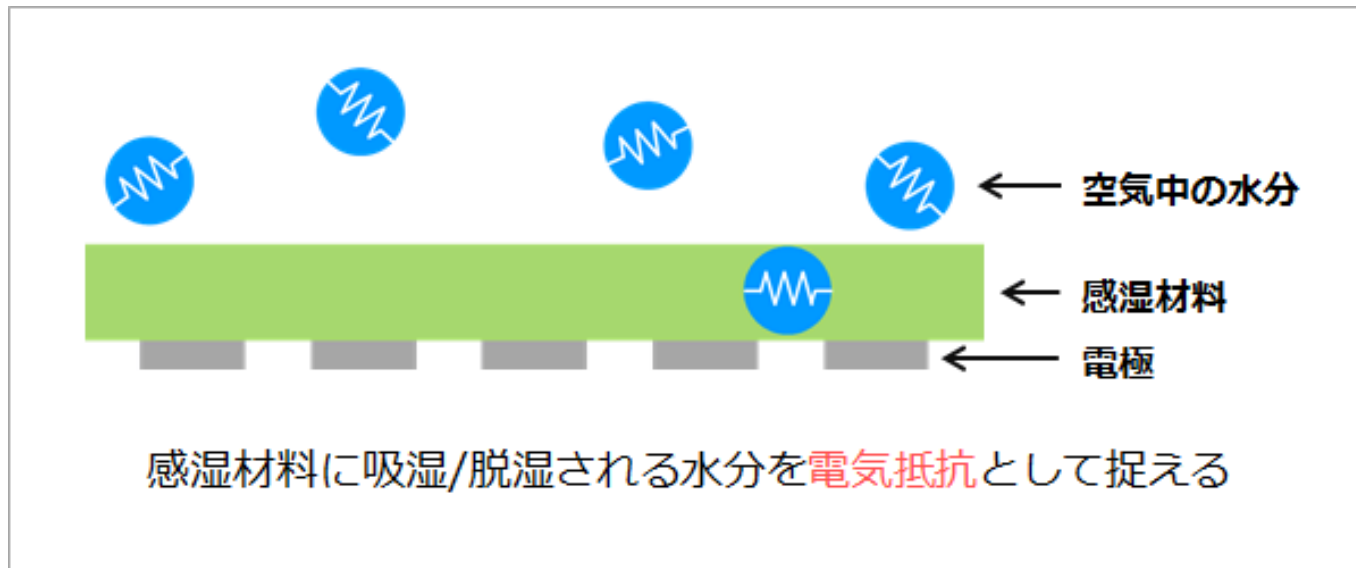 空気中の水分
感湿材料
電極
感湿材料に吸湿/脱湿される水分を電気抵抗として捉える